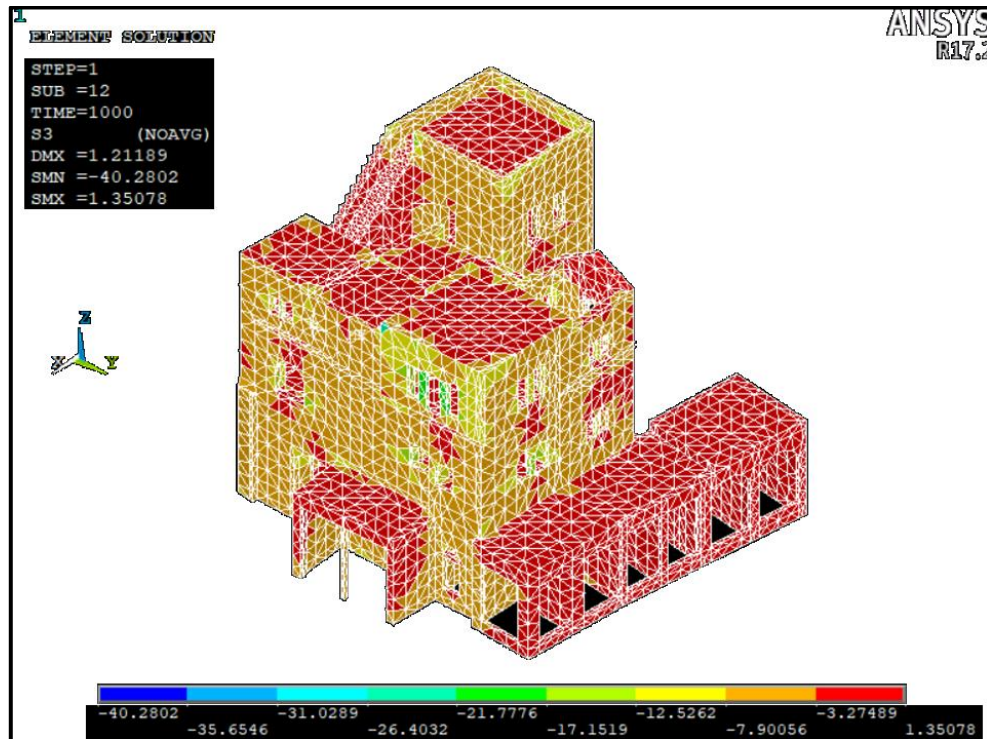 1
ELEMENT SOLUTION
ANSYS
R17.2
STEP=1
SUB =12
TIME=1000
S3 (NOAVG)
DMX =1.21189
SMN =-40.2802
SMX =1.35078
Z
X Y
-40.2802 -31.0289 -21.7776 -12.5262 -3.27489
-35.6546 -26.4032 -17.1519 -7.90056 1.35078